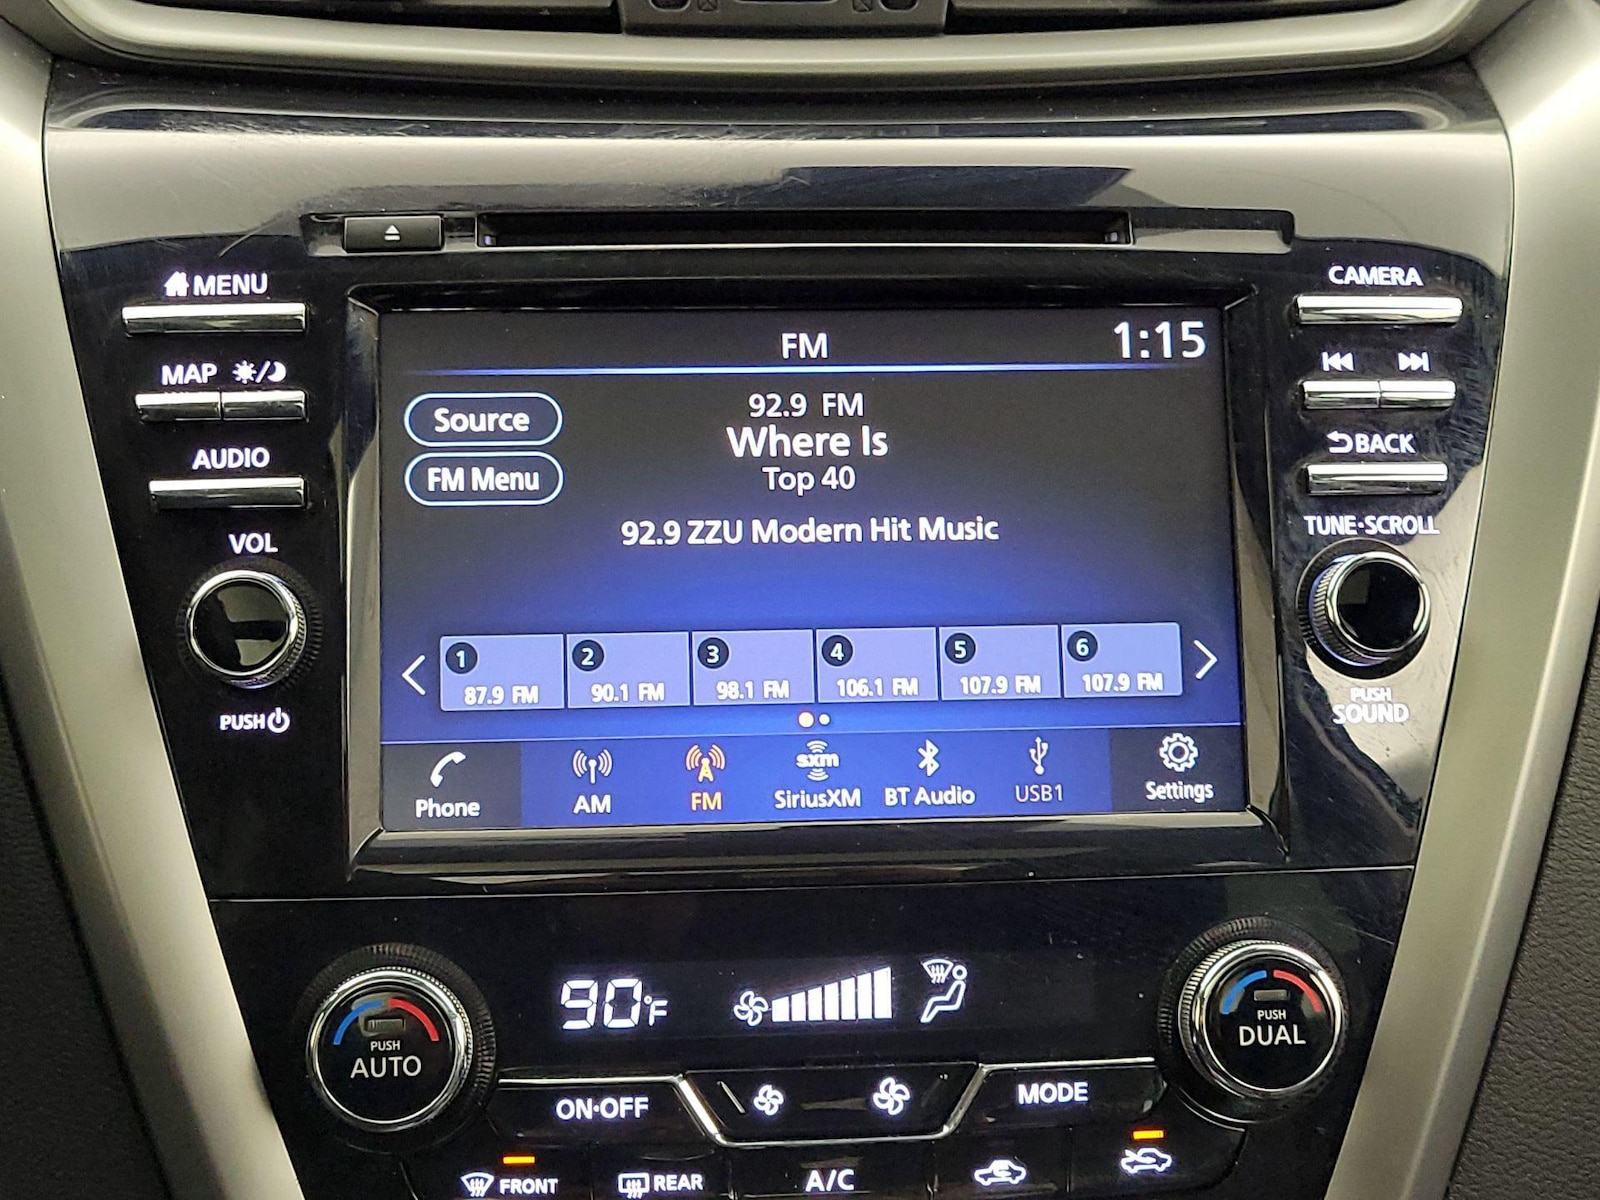 MENU
MAP
AUDIO
VOL
PUSH
CAMERA
BACK
TUNE·SCROLL
PUSH
SOUND
FM
1:15
Source
FM Menu
92.9 FM
Where Is
Top 40
92.9 ZZU Modern Hit Music
1
87.9 FM
2
90.1 FM
3
98.1 FM
4
106.1 FM
5
107.9 FM
6
107.9 FM
Phone
AM
FM
sxm
SiriusXM
BT Audio
USB1
Settings
90°F
PUSH
AUTO
PUSH
DUAL
ON·OFF
MODE
FRONT
REAR
A/C